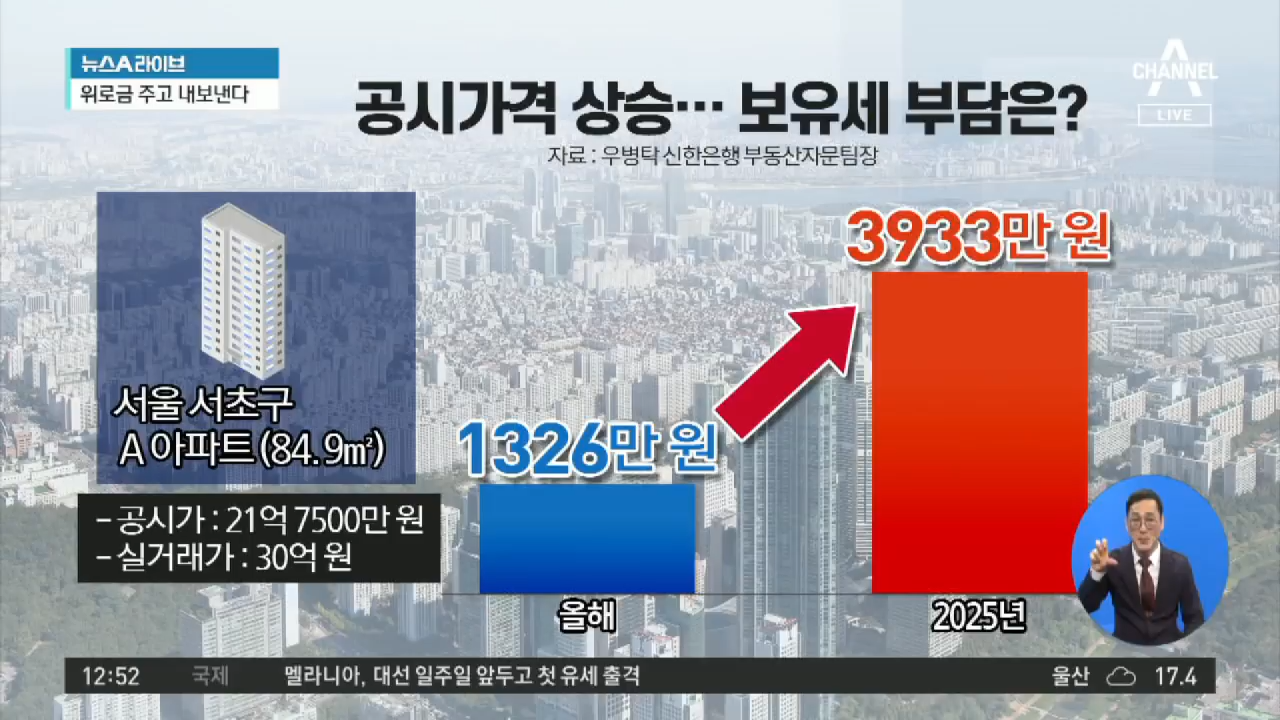 뉴스A 라이브
위로금 주고 내보낸다
CHANNEL
LIVE
공시가격 상승… 보유세 부담은?
자료 : 우병탁 신한은행 부동산자문팀장
서울 서초구
A 아파트 (84.9㎡)
- 공시가 : 21억 7500만 원
- 실거래가 : 30억 원
1326만 원
3933만 원
올해
2025년
12:52 국제 멜라니아, 대선 일주일 앞두고 첫 유세 출격 울산 17.4